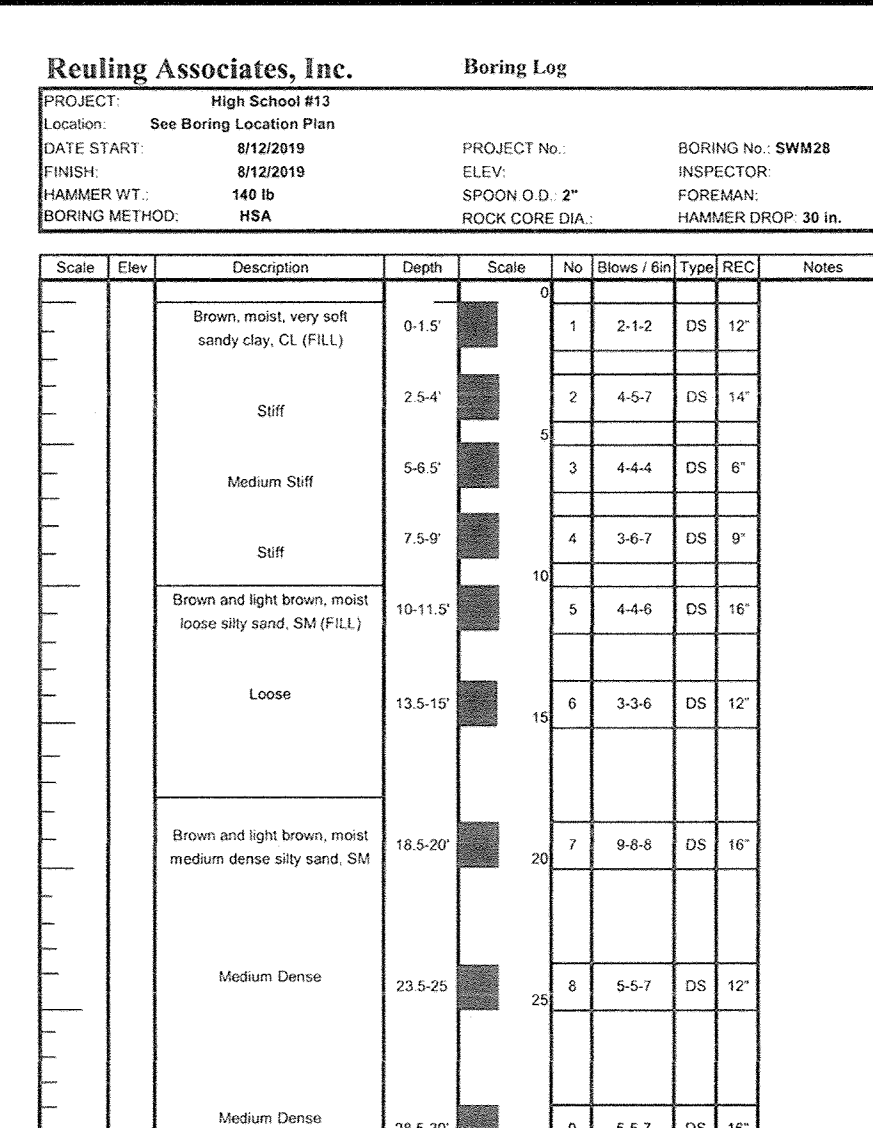 Reuling Associates, Inc. Boring Log
PROJECT: High School #13
Location: See Boring Location Plan
DATE START: 8/12/2019 PROJECT No.: BORING No.: SWM28
FINISH: 8/12/2019 ELEV: INSPECTOR:
HAMMER WT.: 140 lb SPOON O.D.: 2" FOREMAN:
BORING METHOD: HSA ROCK CORE DIA.: HAMMER DROP: 30 in.
Scale Elev Description Depth Scale No Blows / 6in Type REC Notes
0
Brown, moist, very soft
sandy clay, CL (FILL) 0-1.5' 1 2-1-2 DS 12"
Stiff 2.5-4' 2 4-5-7 DS 14"
5
Medium Stiff 5-6.5' 3 4-4-4 DS 6"
Stiff 7.5-9' 4 3-6-7 DS 9"
10
Brown and light brown, moist
loose silty sand, SM (FILL) 10-11.5' 5 4-4-6 DS 16"
Loose 13.5-15' 6 3-3-6 DS 12"
15
Brown and light brown, moist
medium dense silty sand, SM 18.5-20' 7 9-8-8 DS 16"
20
Medium Dense 23.5-25 8 5-5-7 DS 12"
25
Medium Dense 28.5-30' 9 5-5-7 DS 16"